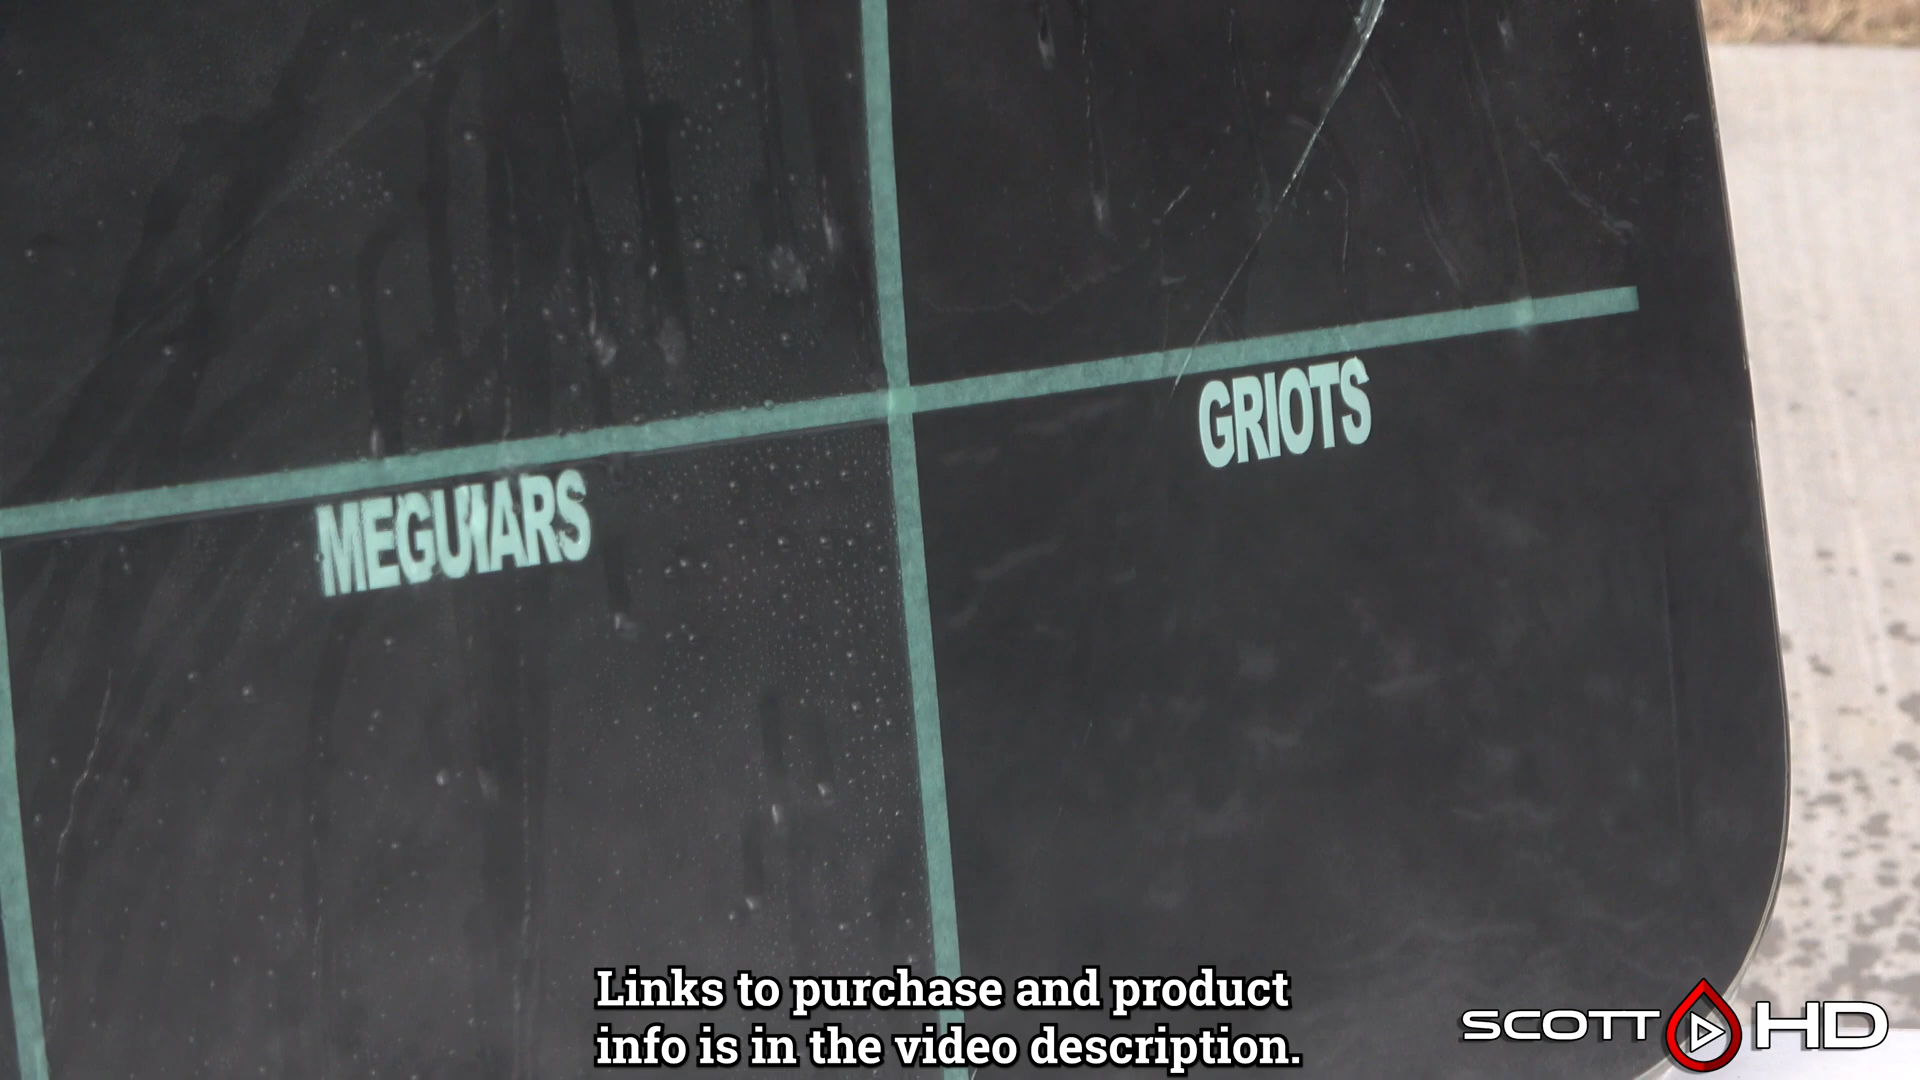 GRIOTS
MEGUIARS
Links to purchase and product
info is in the video description.
SCOTT HD